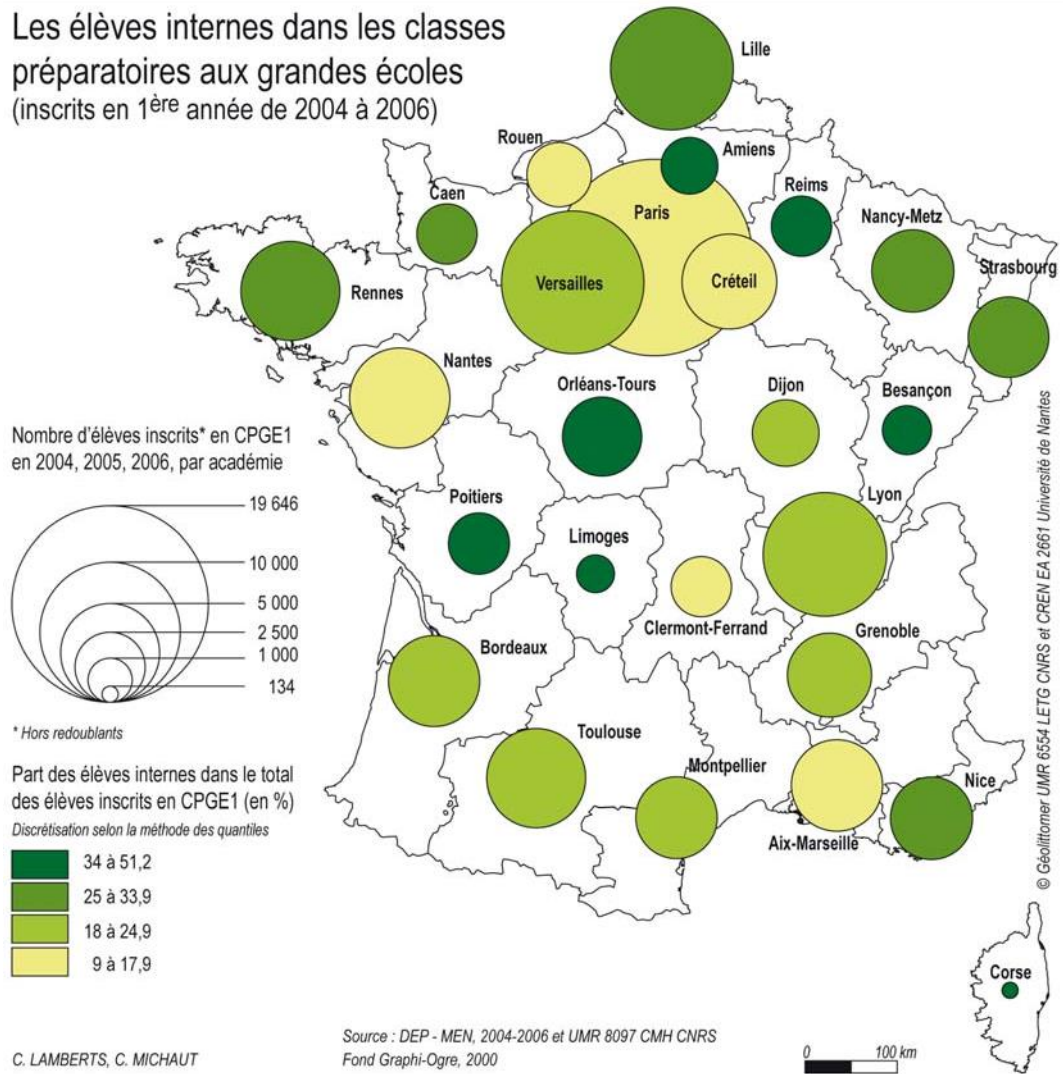 Les élèves internes dans les classes
préparatoires aux grandes écoles
(inscrits en 1ère année de 2004 à 2006)
Lille
Rouen
Amiens
Caen
Paris
Reims
Nancy-Metz
Strasbourg
Versailles
Créteil
Rennes
Nantes
Orléans-Tours
Dijon
Besançon
Nombre d'élèves inscrits* en CPGE1
en 2004, 2005, 2006, par académie
19 646
10 000
5 000
2 500
1 000
134
* Hors redoublants
Poitiers
Limoges
Lyon
Clermont-Ferrand
Grenoble
Bordeaux
Toulouse
Montpellier
Aix-Marseille
Nice
Corse
Part des élèves internes dans le total
des élèves inscrits en CPGE1 (en %)
Discrétisation selon la méthode des quantiles
34 à 51,2
25 à 33,9
18 à 24,9
9 à 17,9
C. LAMBERTS, C. MICHAUT
Source : DEP - MEN, 2004-2006 et UMR 8097 CMH CNRS
Fond Graphi-Ogre, 2000
0 100 km
© Géolittomer UMR 6554 LETG CNRS et CREN EA 2661 Université de Nantes